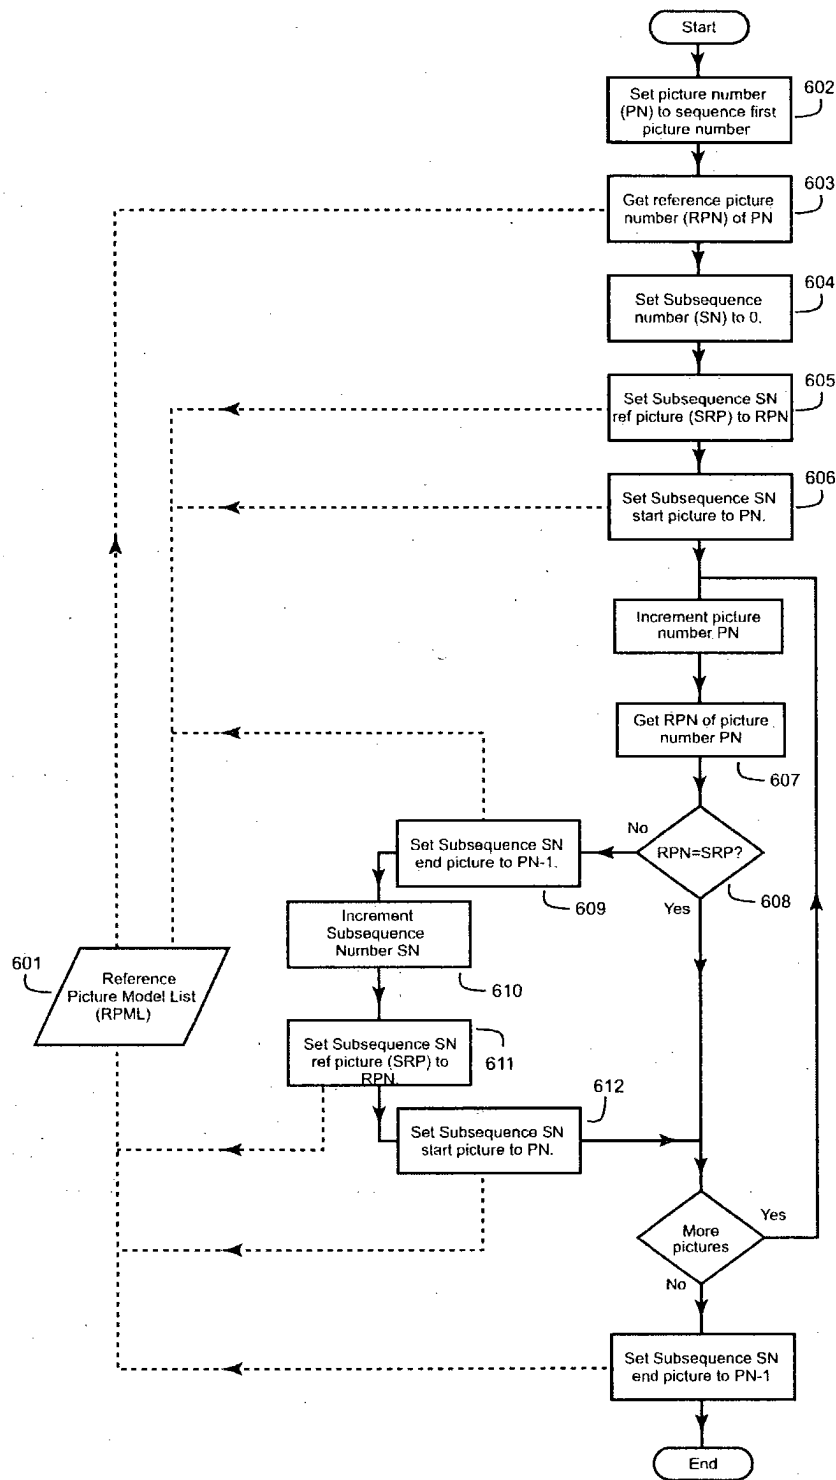 Start
Set picture number
(PN) to sequence first
picture number
602
Get reference picture
number (RPN) of PN
603
Set Subsequence
number (SN) to 0.
604
Set Subsequence SN
ref picture (SRP) to RPN
605
Set Subsequence SN
start picture to PN.
606
Increment picture
number PN
Get RPN of picture
number PN
607
RPN=SRP?
608
No
Yes
Set Subsequence SN
end picture to PN-1.
609
Increment
Subsequence
Number SN
610
601
Reference
Picture Model List
(RPML)
Set Subsequence SN
ref picture (SRP) to
RPN.
611
Set Subsequence SN
start picture to PN.
612
More
pictures
Yes
No
Set Subsequence SN
end picture to PN-1
End